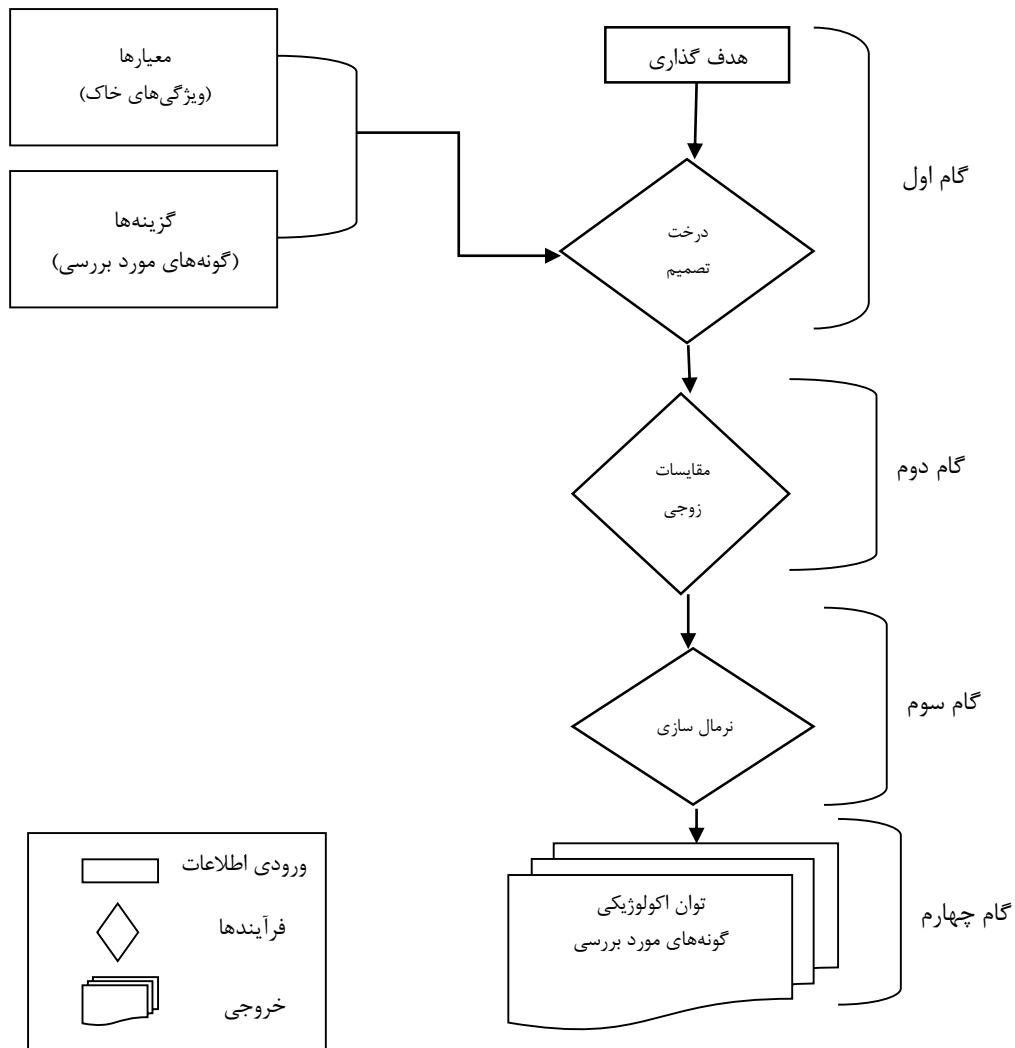 معیارها
(ویژگی‌های خاک)
گزینه‌ها
(گونه‌های مورد بررسی)
هدف گذاری
درخت
تصمیم
گام اول
مقایسات
زوجی
گام دوم
نرمال سازی
گام سوم
توان اکولوژیکی
گونه‌های مورد بررسی
گام چهارم
ورودی اطلاعات
فرآیندها
خروجی